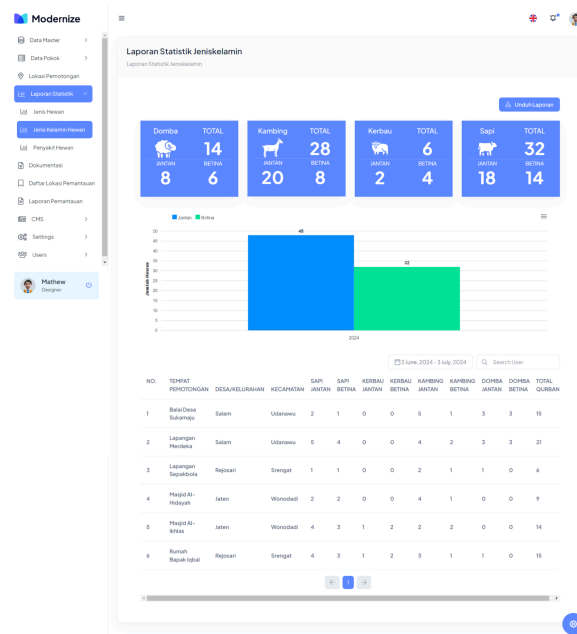 Modernize
Data Master
Data Pokok
Lokasi Pemotongan
Laporan Statistik
Jenis Hewan
Jenis Kelamin Hewan
Penyakit Hewan
Dokumentasi
Daftar Lokasi Pemantauan
Laporan Pemantauan
CMS
Settings
Users
Mathew
Designer
Laporan Statistik Jeniskelamin
Laporan Statistik Jeniskelamin
Unduh Laporan
Domba TOTAL 14
JANTAN 8 BETINA 6
Kambing TOTAL 28
JANTAN 20 BETINA 8
Kerbau TOTAL 6
JANTAN 2 BETINA 4
Sapi TOTAL 32
JANTAN 18 BETINA 14
Jantan Betina
Jumlah Hewan
50
45
40
35
30
25
20
15
10
5
0
48
32
2024
3 June, 2024 - 3 July, 2024
Search User
NO. TEMPAT PEMOTONGAN DESA/KELURAHAN KECAMATAN SAPI JANTAN SAPI BETINA KERBAU JANTAN KERBAU BETINA KAMBING JANTAN KAMBING BETINA DOMBA JANTAN DOMBA BETINA TOTAL QURBAN
1 Balai Desa Sukamaju Salam Udanawu 2 1 0 0 5 1 3 3 15
2 Lapangan Merdeka Salam Udanawu 5 4 0 0 4 2 3 3 21
3 Lapangan Sepakbola Rejosari Srengat 1 1 0 0 2 1 1 0 6
4 Masjid Al-Hidayah Jaten Wonodadi 2 2 0 0 4 1 0 0 9
5 Masjid Al-Ikhlas Jaten Wonodadi 4 3 1 2 2 2 0 0 14
6 Rumah Bapak Iqbal Rejosari Srengat 4 3 1 2 3 1 1 0 15
1